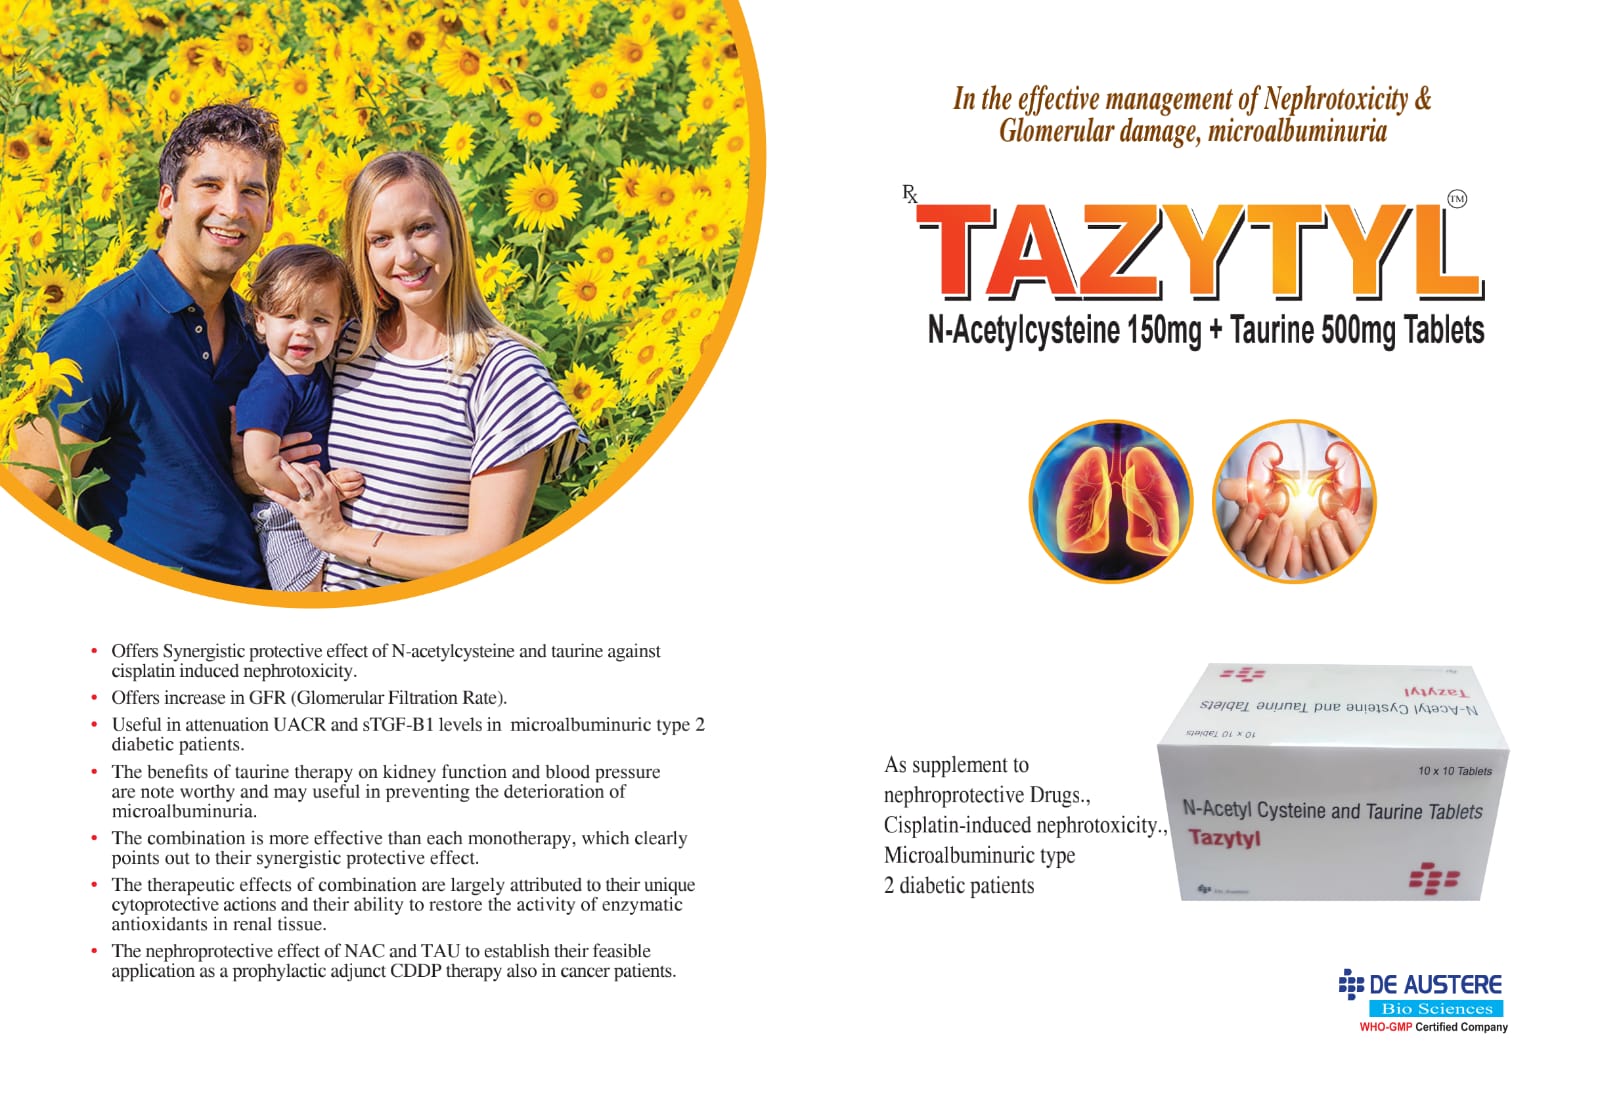 In the effective management of Nephrotoxicity &
Glomerular damage, microalbuminuria
Rx
TAZYTYL TM
N-Acetylcysteine 150mg + Taurine 500mg Tablets
• Offers Synergistic protective effect of N-acetylcysteine and taurine against
cisplatin induced nephrotoxicity.
• Offers increase in GFR (Glomerular Filtration Rate).
• Useful in attenuation UACR and sTGF-B1 levels in microalbuminuric type 2
diabetic patients.
• The benefits of taurine therapy on kidney function and blood pressure
are note worthy and may useful in preventing the deterioration of
microalbuminuria.
• The combination is more effective than each monotherapy, which clearly
points out to their synergistic protective effect.
• The therapeutic effects of combination are largely attributed to their unique
cytoprotective actions and their ability to restore the activity of enzymatic
antioxidants in renal tissue.
• The nephroprotective effect of NAC and TAU to establish their feasible
application as a prophylactic adjunct CDDP therapy also in cancer patients.
As supplement to
nephroprotective Drugs.,
Cisplatin-induced nephrotoxicity.,
Microalbuminuric type
2 diabetic patients
Tazytyl
N-Acetyl Cysteine and Taurine Tablets
10 x 10 Tablets
10 x 10 Tablets
N-Acetyl Cysteine and Taurine Tablets
Tazytyl
De Austere
DE AUSTERE
Bio Sciences
WHO-GMP Certified Company